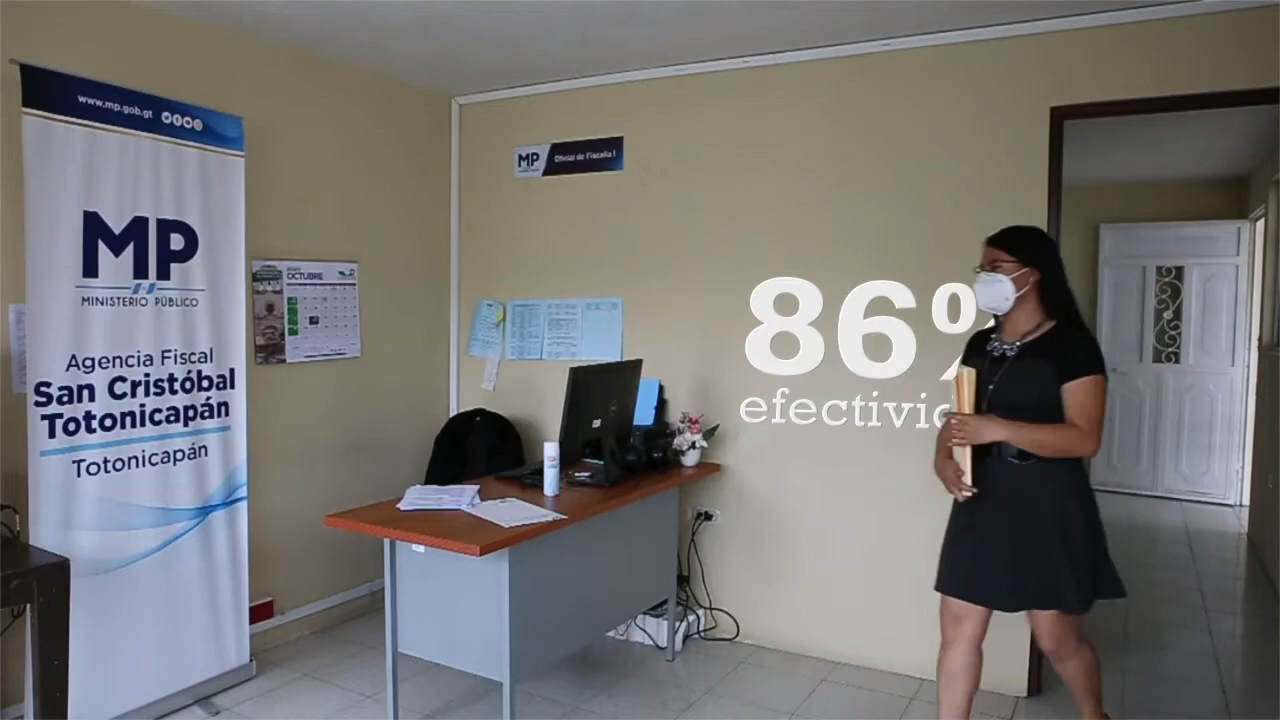 www.mp.gob.gt
MP
MINISTERIO PÚBLICO
Agencia Fiscal
San Cristóbal
Totonicapán
Totonicapán
OCTUBRE
MP
Oficial de Fiscalía I
86%
efectivid